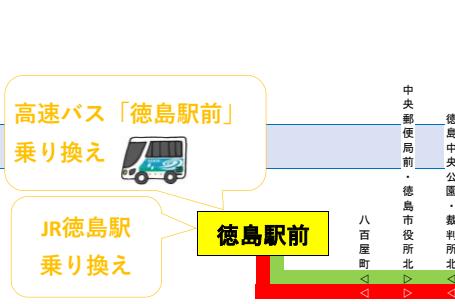 高速バス「徳島駅前」
乗り換え
JR徳島駅
乗り換え
徳島駅前
八百屋町
◁
◁
中央郵便局前・徳島市役所北
▷
▷
徳島中央公園・裁判所北
◁
◁